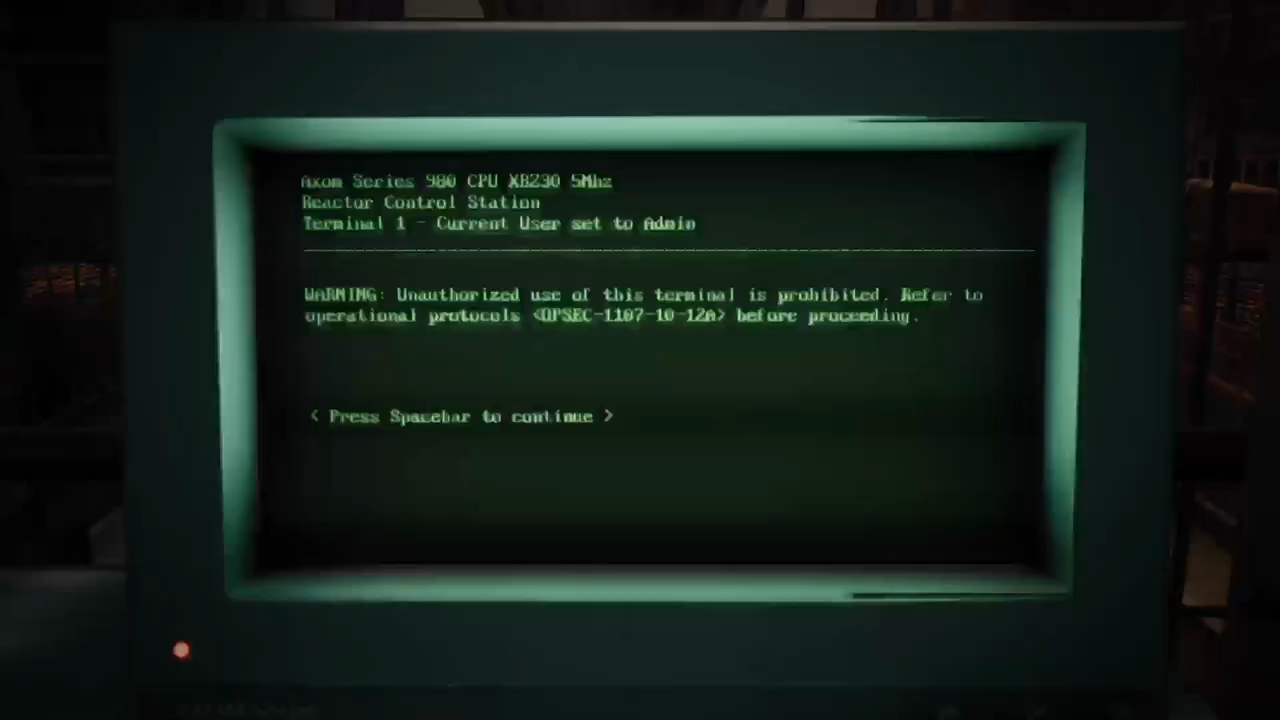 Axom Series 980 CPU XB230 5Mhz
Reactor Control Station
Terminal 1 - Current User set to Admin
WARNING: Unauthorized use of this terminal is prohibited. Refer to
operational protocols <OPSEC-1107-10-12A> before proceeding.
< Press Spacebar to continue >